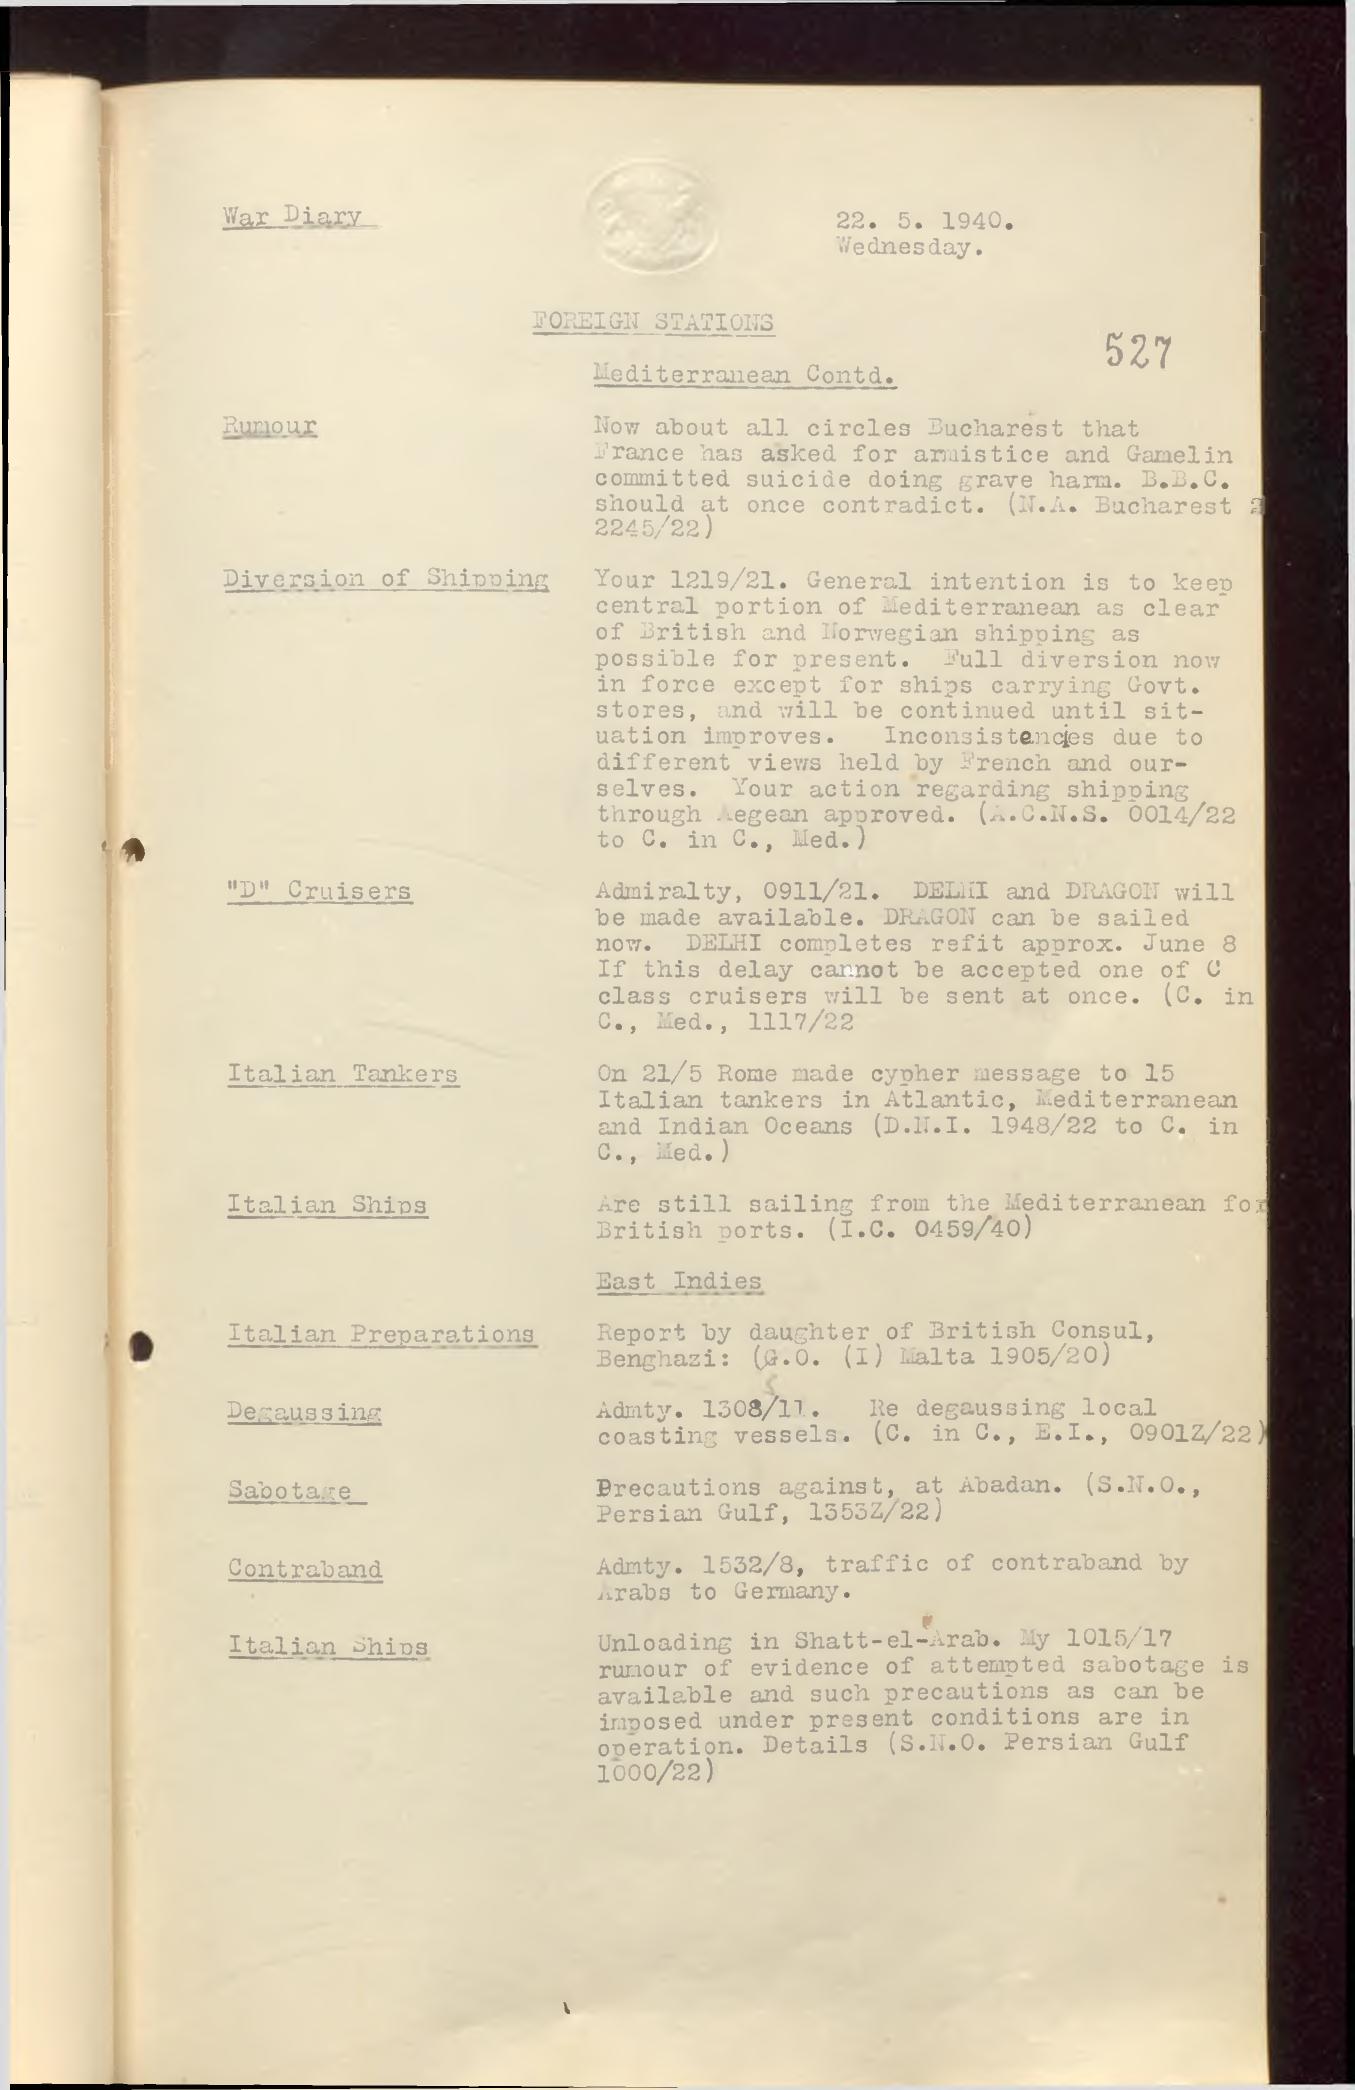 War Diary
22. 5. 1940.
Wednesday.
FOREIGN STATIONS
527
Mediterranean Contd.
Rumour
Now about all circles Bucharest that
France has asked for armistice and Gamelin
committed suicide doing grave harm. B.B.C.
should at once contradict. (N.A. Bucharest
2245/22)
Diversion of Shipping
Your 1219/21. General intention is to keep
central portion of Mediterranean as clear
of British and Norwegian shipping as
possible for present. Full diversion now
in force except for ships carrying Govt.
stores, and will be continued until sit-
uation improves. Inconsistencies due to
different views held by French and our-
selves. Your action regarding shipping
through Aegean approved. (A.C.N.S. 0014/22
to C. in C., Med.)
"D" Cruisers
Admiralty, 0911/21. DELHI and DRAGON will
be made available. DRAGON can be sailed
now. DELHI completes refit approx. June 8
If this delay cannot be accepted one of C
class cruisers will be sent at once. (C. in
C., Med., 1117/22
Italian Tankers
On 21/5 Rome made cypher message to 15
Italian tankers in Atlantic, Mediterranean
and Indian Oceans (D.N.I. 1948/22 to C. in
C., Med.)
Italian Ships
Are still sailing from the Mediterranean for
British ports. (I.C. 0459/40)
East Indies
Italian Preparations
Report by daughter of British Consul,
Benghazi: (G.O. (I) Malta 1905/20)
S
Degaussing
Admty. 1308/11. Re degaussing local
coasting vessels. (C. in C., E.I., 0901Z/22)
Sabotage
Precautions against, at Abadan. (S.N.O.,
Persian Gulf, 1353Z/22)
Contraband
Admty. 1532/8, traffic of contraband by
Arabs to Germany.
Italian Ships
Unloading in Shatt-el-Arab. My 1015/17
rumour of evidence of attempted sabotage is
available and such precautions as can be
imposed under present conditions are in
operation. Details (S.N.O. Persian Gulf
1000/22)